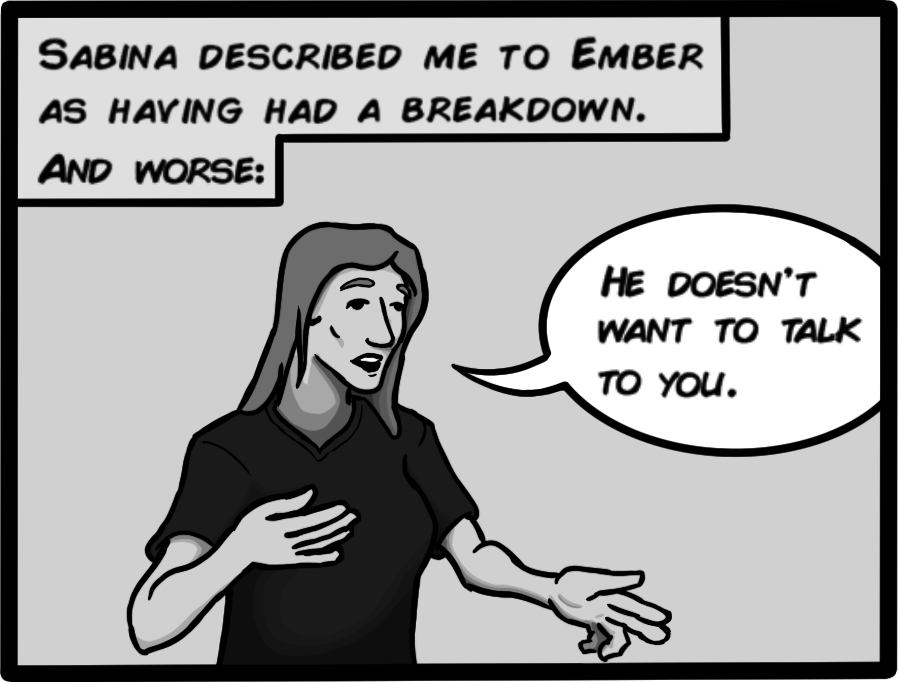 Sabina described me to Ember
as having had a breakdown.
And worse:
He doesn't
want to talk
to you.